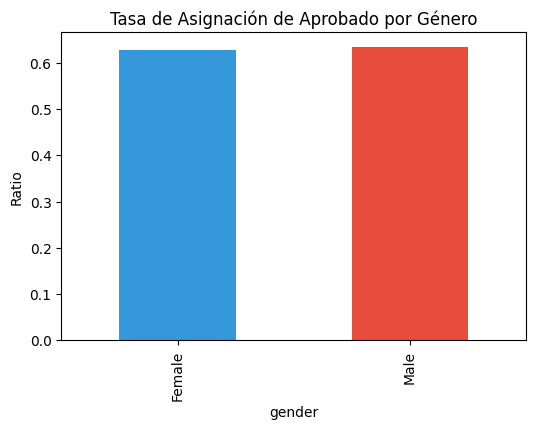 Tasa de Asignación de Aprobado por Género
Ratio
0.6
0.5
0.4
0.3
0.2
0.1
0.0
Female
Male
gender